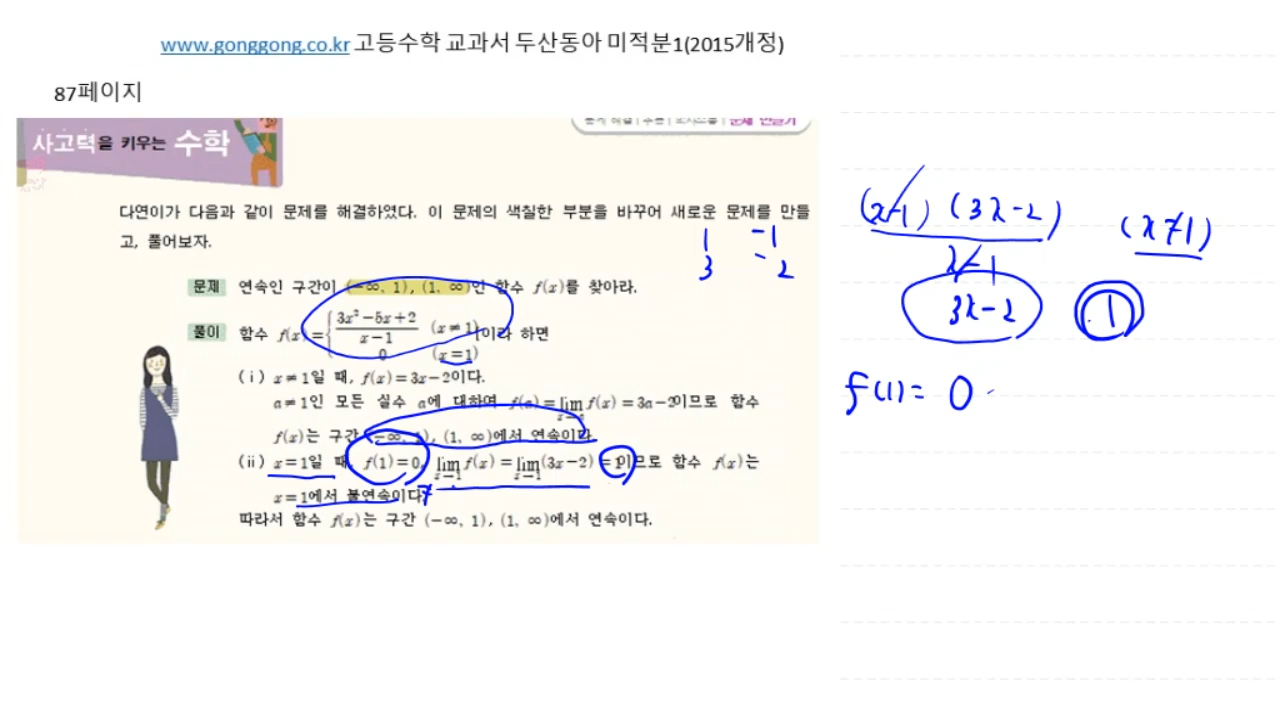 www.gonggong.co.kr 고등수학 교과서 두산동아 미적분1(2015개정)
87페이지
사고력을 키우는 수학
다연이가 다음과 같이 문제를 해결하였다. 이 문제의 색칠한 부분을 바꾸어 새로운 문제를 만들
고, 풀어보자.
1 -1
3 -2
문제 연속인 구간이 (-∞, 1), (1, ∞)인 함수 f(x)를 찾아라.
풀이 함수 f(x)={ 3x²-5x+2 / x-1 (x≠1)이라 하면
0 (x=1)
(i) x≠1일 때, f(x)=3x-2이다.
a≠1인 모든 실수 a에 대하여 f(a)=lim f(x)=3a-2이므로 함수
f(x)는 구간 (-∞, 1), (1, ∞)에서 연속이다.
(ii) x=1일 때, f(1)=0, lim x→1 f(x)=lim x→1 (3x-2)=1이므로 함수 f(x)는
x=1에서 불연속이다.
따라서 함수 f(x)는 구간 (-∞, 1), (1, ∞)에서 연속이다.
(x-1) (3x-2) (x≠1)
x-1
3x-2 1
f(1)= 0